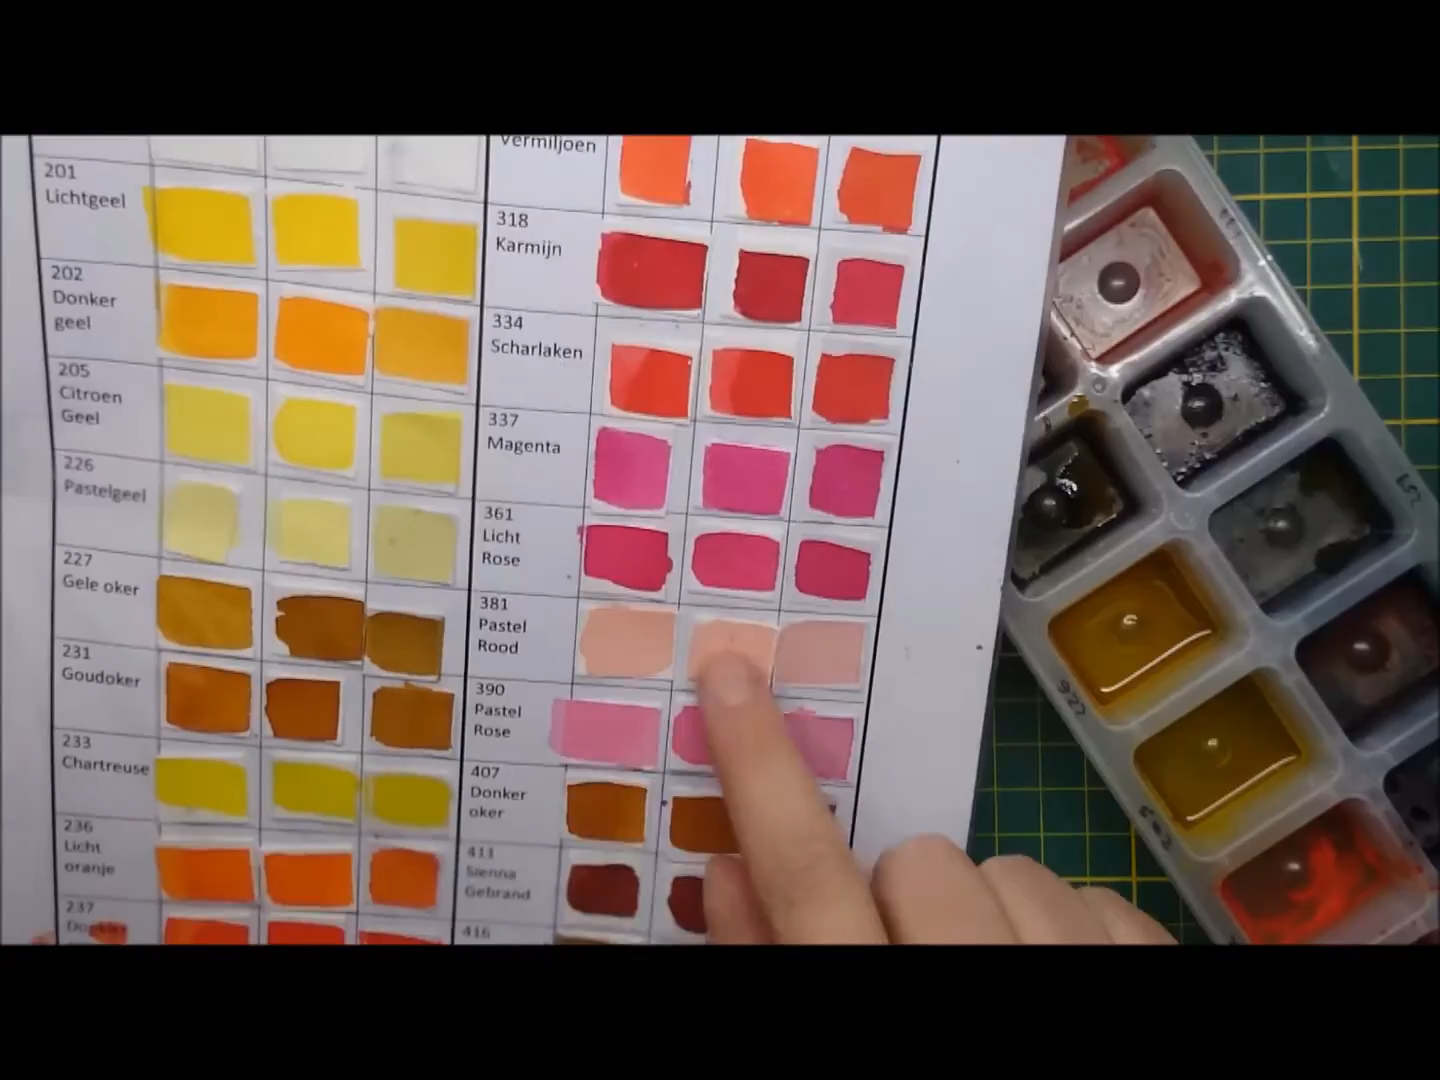 201
Lichtgeel
202
Donker
geel
205
Citroen
Geel
226
Pastelgeel
227
Gele oker
231
Goudoker
233
Chartreuse
236
Licht
oranje
237
Vermiljoen
318
Karmijn
334
Scharlaken
337
Magenta
361
Licht
Rose
381
Pastel
Rood
390
Pastel
Rose
407
Donker
oker
411
Sienna
Gebrand
416
227